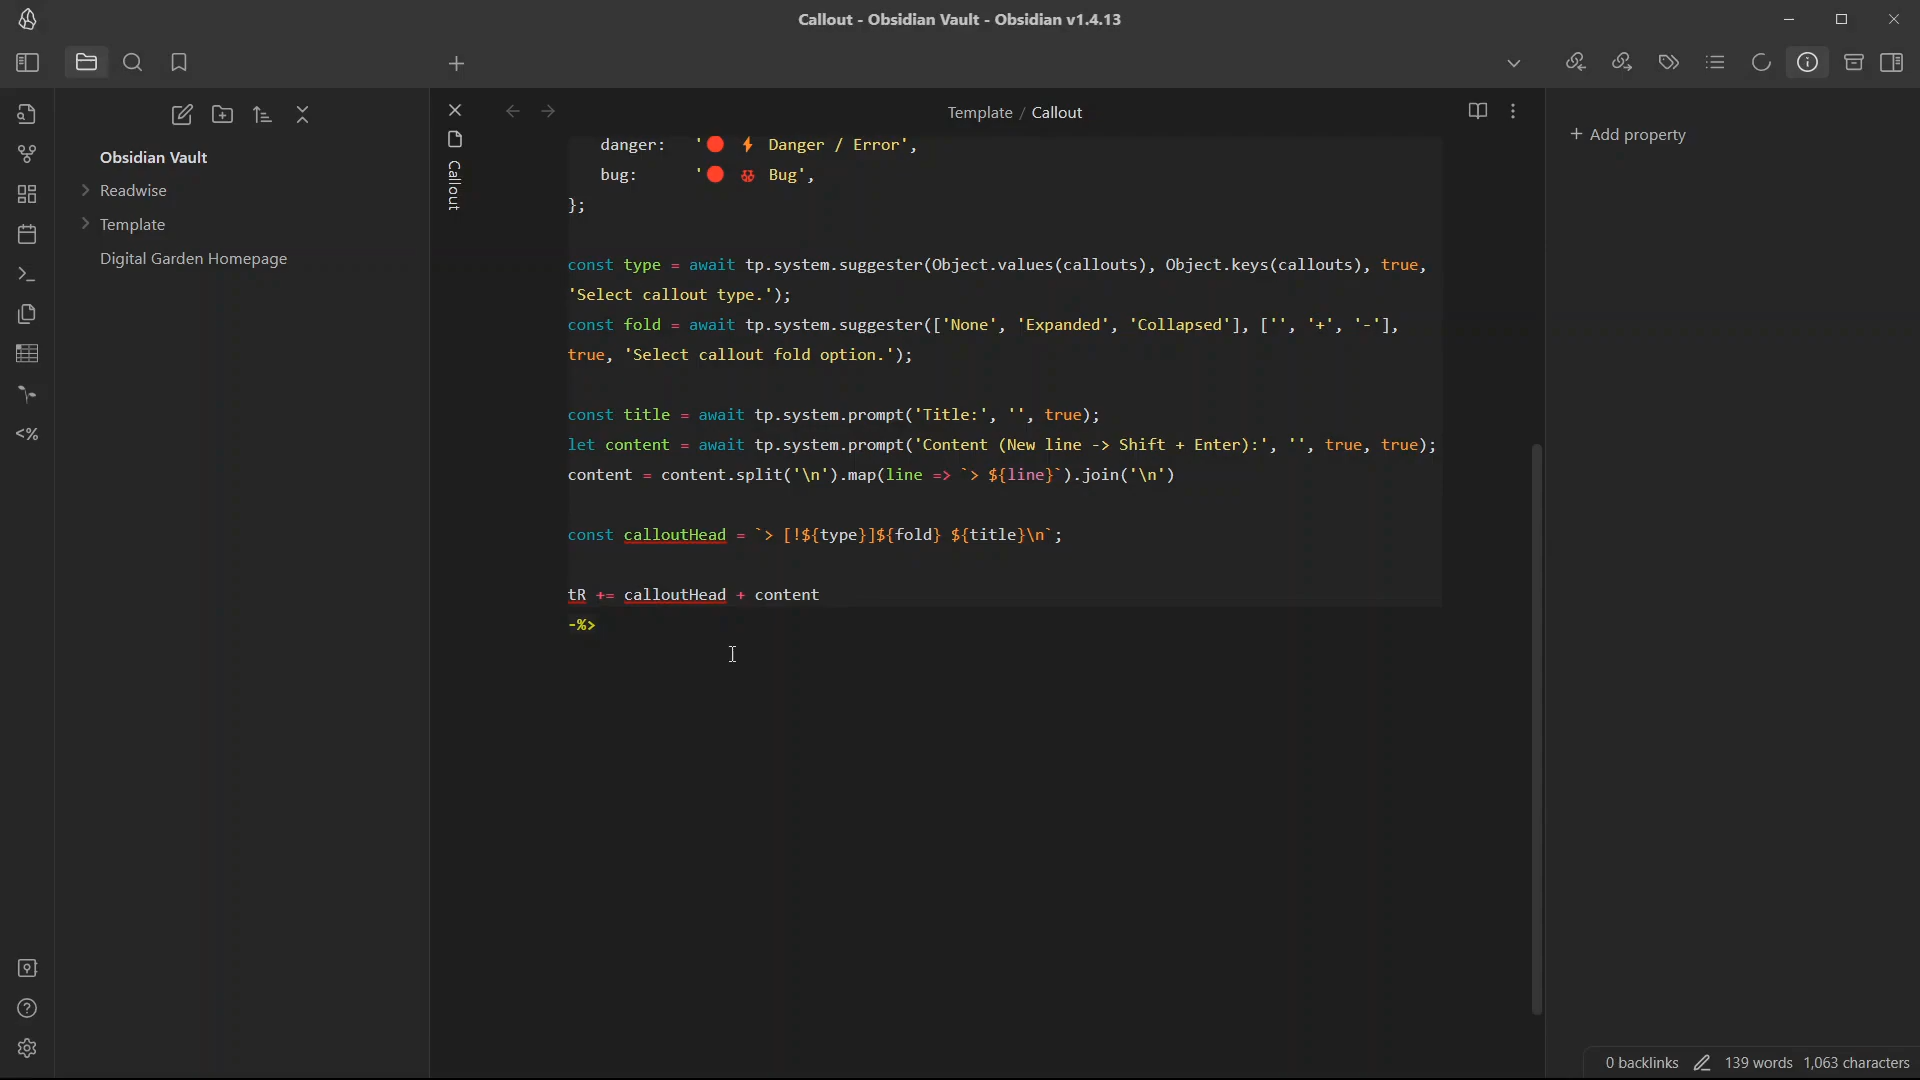 Callout - Obsidian Vault - Obsidian v1.4.13
Template / Callout
+ Add property
Obsidian Vault
Readwise
Template
Digital Garden Homepage
<%
Callout
danger: '🔴 ⚡ Danger / Error',
bug: '🔴 🐞 Bug',
};
const type = await tp.system.suggester(Object.values(callouts), Object.keys(callouts), true,
'Select callout type.');
const fold = await tp.system.suggester(['None', 'Expanded', 'Collapsed'], ['', '+', '-'],
true, 'Select callout fold option.');
const title = await tp.system.prompt('Title:', '', true);
let content = await tp.system.prompt('Content (New line -> Shift + Enter):', '', true, true);
content = content.split('\n').map(line => `> ${line}`).join('\n')
const calloutHead = `> [!${type}]${fold} ${title}\n`;
tR += calloutHead + content
-%>
0 backlinks 139 words 1,063 characters